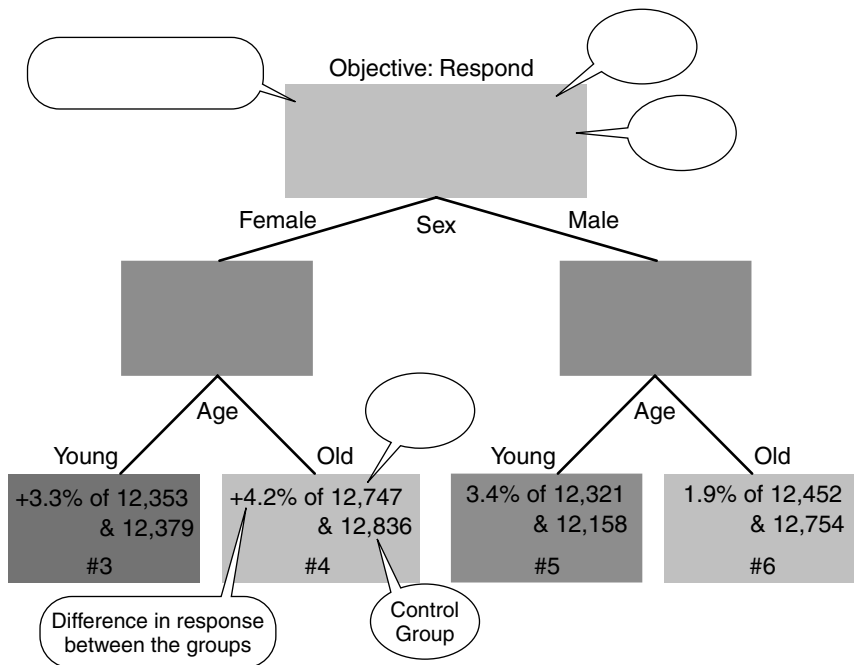 Objective: Respond
Female
Sex
Male
Age
Age
Young
Old
Young
Old
+3.3% of 12,353
& 12,379
#3
+4.2% of 12,747
& 12,836
#4
3.4% of 12,321
& 12,158
#5
1.9% of 12,452
& 12,754
#6
Difference in response
between the groups
Control
Group